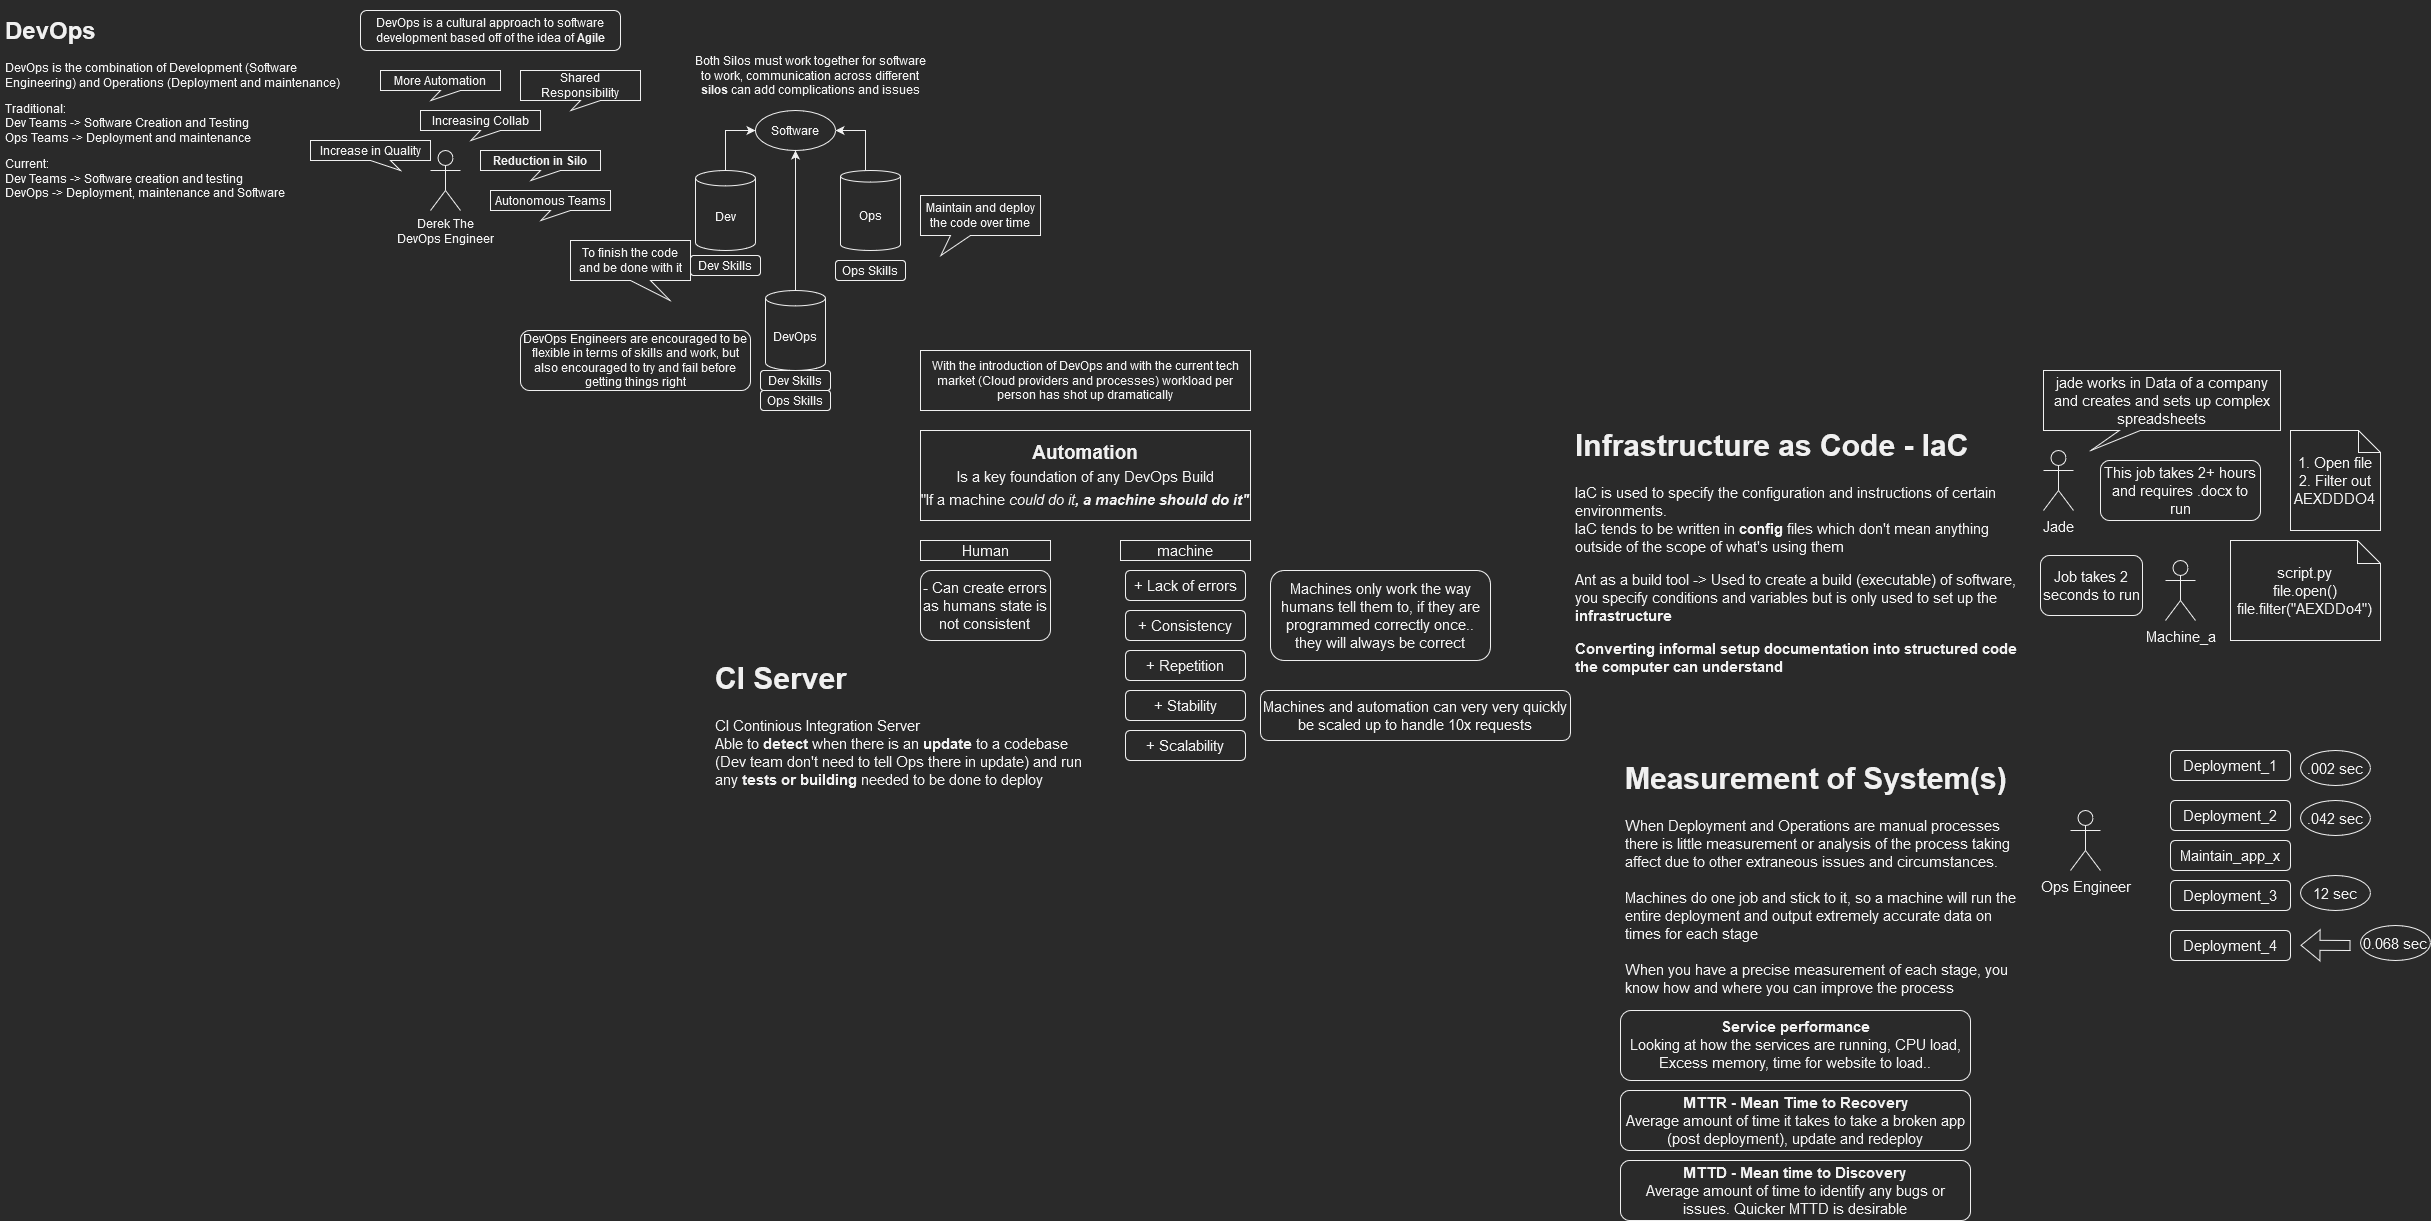 DevOps
DevOps is the combination of Development (Software
Engineering) and Operations (Deployment and maintenance)
Traditional:
Dev Teams -> Software Creation and Testing
Ops Teams -> Deployment and maintenance
Current:
Dev Teams -> Software creation and testing
DevOps -> Deployment, maintenance and Software
DevOps is a cultural approach to software
development based off of the idea of Agile
More Automation
Shared
Responsibility
Increasing Collab
Increase in Quality
Reduction in Silo
Autonomous Teams
Derek The
DevOps Engineer
Both Silos must work together for software
to work, communication across different
silos can add complications and issues
Software
Dev
Ops
Maintain and deploy
the code over time
To finish the code
and be done with it
Dev Skills
Ops Skills
DevOps
Dev Skills
Ops Skills
DevOps Engineers are encouraged to be
flexible in terms of skills and work, but
also encouraged to try and fail before
getting things right
With the introduction of DevOps and with the current tech
market (Cloud providers and processes) workload per
person has shot up dramatically
Automation
Is a key foundation of any DevOps Build
"If a machine could do it, a machine should do it"
Human
machine
- Can create errors
as humans state is
not consistent
+ Lack of errors
+ Consistency
+ Repetition
+ Stability
+ Scalability
Machines only work the way
humans tell them to, if they are
programmed correctly once..
they will always be correct
Machines and automation can very very quickly
be scaled up to handle 10x requests
CI Server
CI Continious Integration Server
Able to detect when there is an update to a codebase
(Dev team don't need to tell Ops there in update) and run
any tests or building needed to be done to deploy
Infrastructure as Code - IaC
IaC is used to specify the configuration and instructions of certain
environments.
IaC tends to be written in config files which don't mean anything
outside of the scope of what's using them
Ant as a build tool -> Used to create a build (executable) of software,
you specify conditions and variables but is only used to set up the
infrastructure
Converting informal setup documentation into structured code
the computer can understand
jade works in Data of a company
and creates and sets up complex
spreadsheets
Jade
This job takes 2+ hours
and requires .docx to
run
1. Open file
2. Filter out
AEXDDDO4
Job takes 2
seconds to run
Machine_a
script.py
file.open()
file.filter("AEXDDo4")
Measurement of System(s)
When Deployment and Operations are manual processes
there is little measurement or analysis of the process taking
affect due to other extraneous issues and circumstances.
Machines do one job and stick to it, so a machine will run the
entire deployment and output extremely accurate data on
times for each stage
When you have a precise measurement of each stage, you
know how and where you can improve the process
Service performance
Looking at how the services are running, CPU load,
Excess memory, time for website to load..
MTTR - Mean Time to Recovery
Average amount of time it takes to take a broken app
(post deployment), update and redeploy
MTTD - Mean time to Discovery
Average amount of time to identify any bugs or
issues. Quicker MTTD is desirable
Ops Engineer
Deployment_1
.002 sec
Deployment_2
.042 sec
Maintain_app_x
Deployment_3
12 sec
Deployment_4
0.068 sec